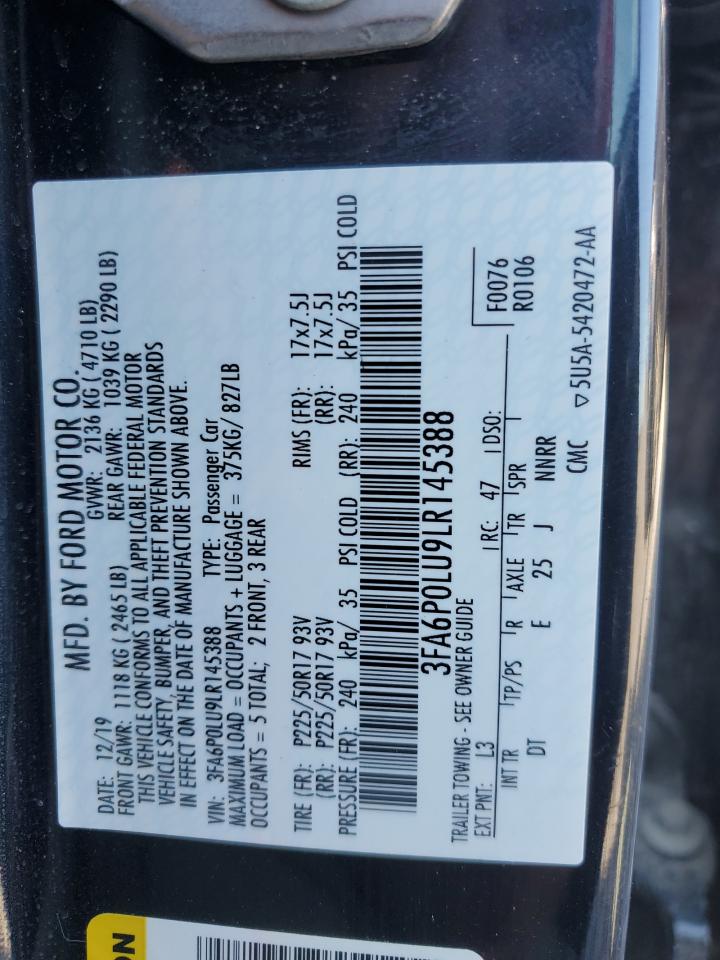 MFD. BY FORD MOTOR CO.
DATE: 12/19 GVWR: 2136 KG ( 4710 LB)
FRONT GAWR: 1118 KG ( 2465 LB) REAR GAWR: 1039 KG ( 2290 LB)
THIS VEHICLE CONFORMS TO ALL APPLICABLE FEDERAL MOTOR
VEHICLE SAFETY, BUMPER, AND THEFT PREVENTION STANDARDS
IN EFFECT ON THE DATE OF MANUFACTURE SHOWN ABOVE.
VIN: 3FA6P0LU9LR145388 TYPE: Passenger Car
MAXIMUM LOAD = OCCUPANTS + LUGGAGE = 375KG/ 827LB
OCCUPANTS = 5 TOTAL; 2 FRONT, 3 REAR
TIRE (FR): P225/50R17 93V RIMS (FR): 17x7.5J
(RR): P225/50R17 93V (RR): 17x7.5J
PRESSURE (FR): 240 kPa/ 35 PSI COLD (RR): 240 kPa/ 35 PSI COLD
3FA6P0LU9LR145388
TRAILER TOWING - SEE OWNER GUIDE
F0076
R0106
EXT PNT: L3 RC: 47 DSO:
INT TR TP/PS R AXLE TR SPR
DT E 25 J NNRR
CMC ▽5U5A-5420472-AA
ON